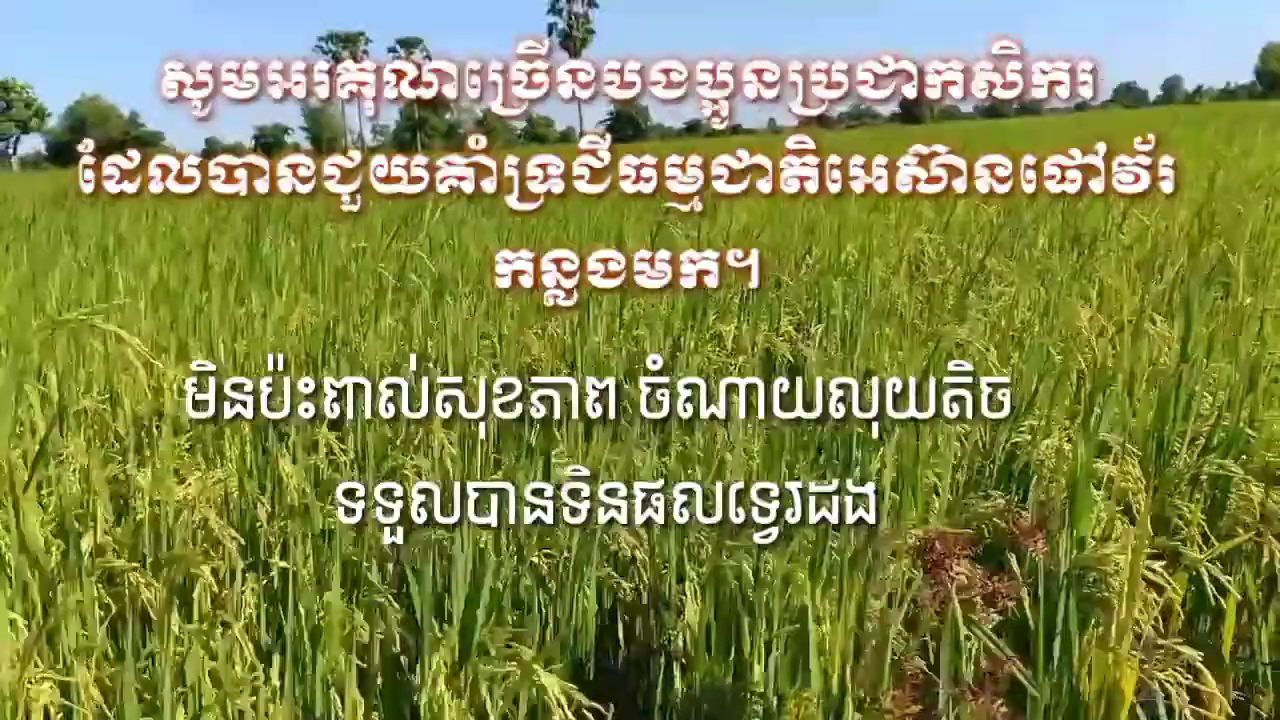 សូមអរគុណច្រើនបងប្អូនប្រជាកសិករ
ដែលបានជួយគាំទ្រជីធម្មជាតិអេស៊ានផៅវ័រ
កន្លងមក។
មិនប៉ះពាល់សុខភាព ចំណាយលុយតិច
ទទួលបានទិនផលទ្វេរដង